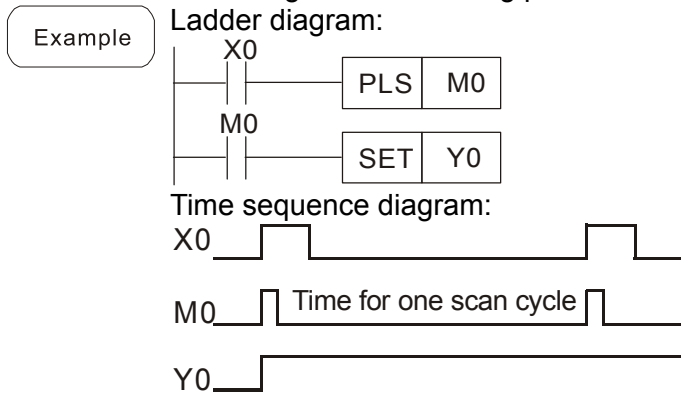 Example
Ladder diagram:
X0
PLS M0
M0
SET Y0
Time sequence diagram:
X0
M0 Time for one scan cycle
Y0